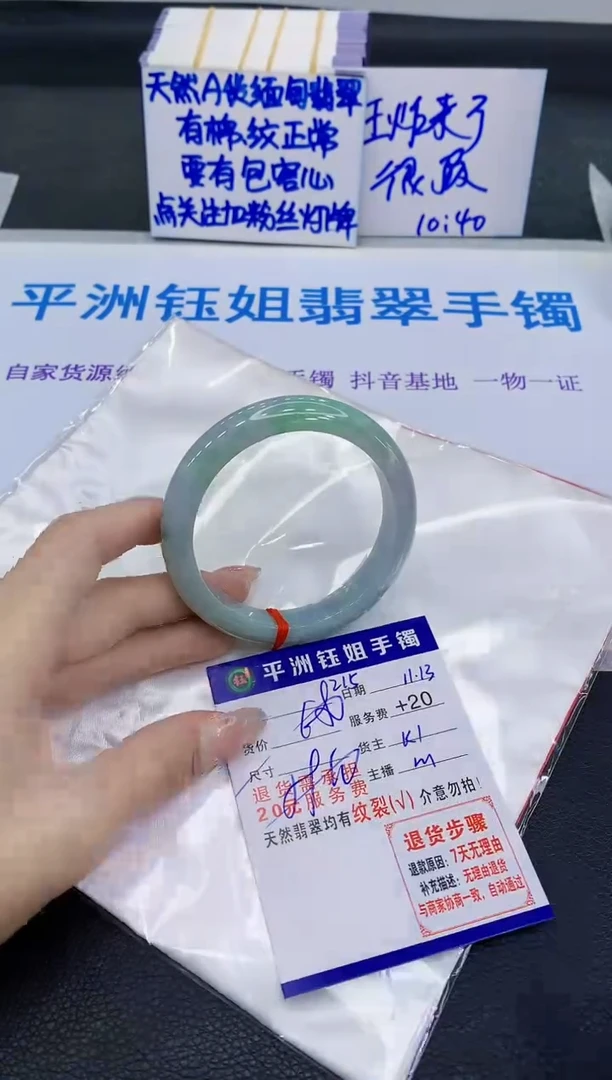 天然A货缅甸翡翠
有棉纹正常
要有包容心
点关注加粉丝灯牌
来了
很
10:40
平洲钰姐翡翠手镯
自家货源
手镯 抖音基地 一物一证
钰 平洲钰姐手镯
215 日期 11.13
货价 服务费 +20
尺寸 货主 K1
退货需承担 主播 m
20元服务费
天然翡翠均有纹裂(√)介意勿拍!
退货步骤
退款原因: 7天无理由
补充描述: 无理由退货
与商家协商一致,自动通过